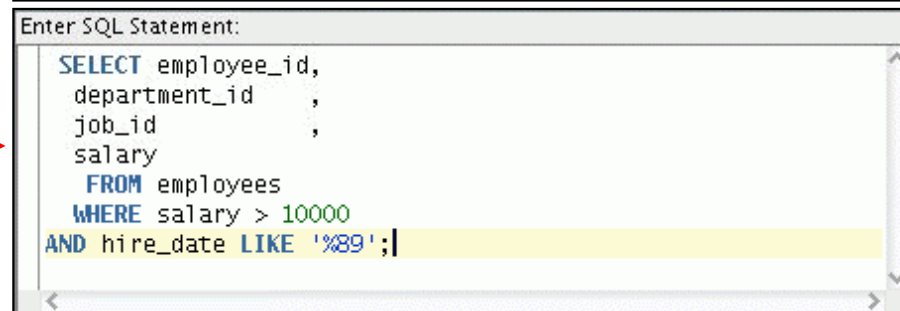 Enter SQL Statement:
SELECT employee_id,
department_id    ,
job_id           ,
salary
FROM employees
WHERE salary > 10000
AND hire_date LIKE '%89';